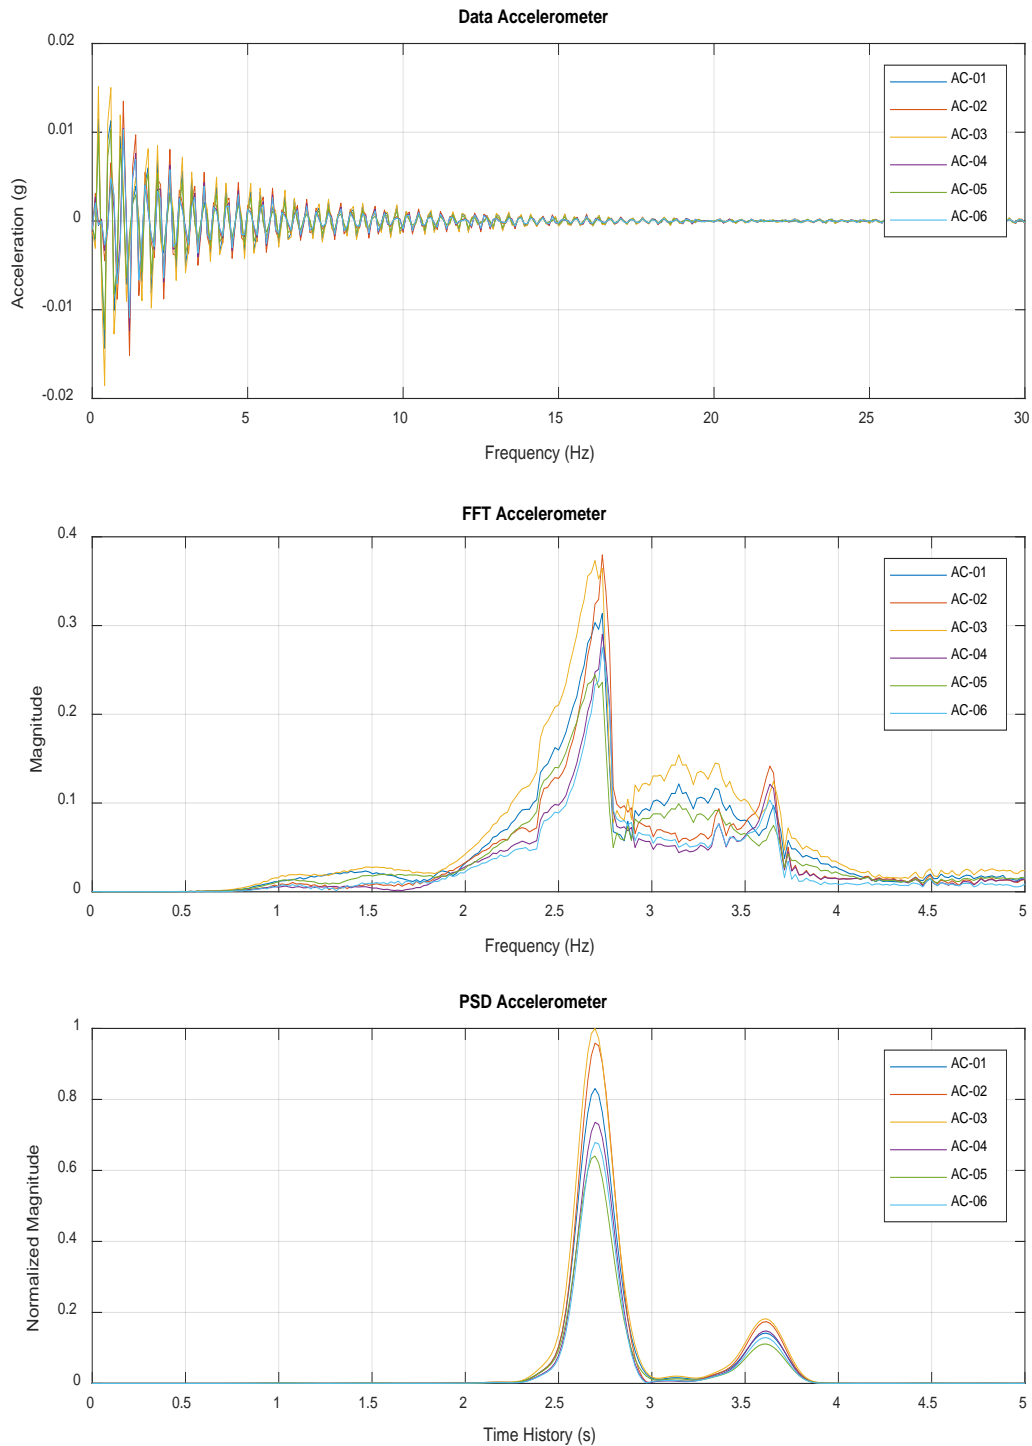 Data Accelerometer
0.02
0.01
0
-0.01
-0.02
Acceleration (g)
AC-01
AC-02
AC-03
AC-04
AC-05
AC-06
0 5 10 15 20 25 30
Frequency (Hz)
FFT Accelerometer
0.4
0.3
0.2
0.1
0
Magnitude
AC-01
AC-02
AC-03
AC-04
AC-05
AC-06
0 0.5 1 1.5 2 2.5 3 3.5 4 4.5 5
Frequency (Hz)
PSD Accelerometer
1
0.8
0.6
0.4
0.2
0
Normalized Magnitude
AC-01
AC-02
AC-03
AC-04
AC-05
AC-06
0 0.5 1 1.5 2 2.5 3 3.5 4 4.5 5
Time History (s)